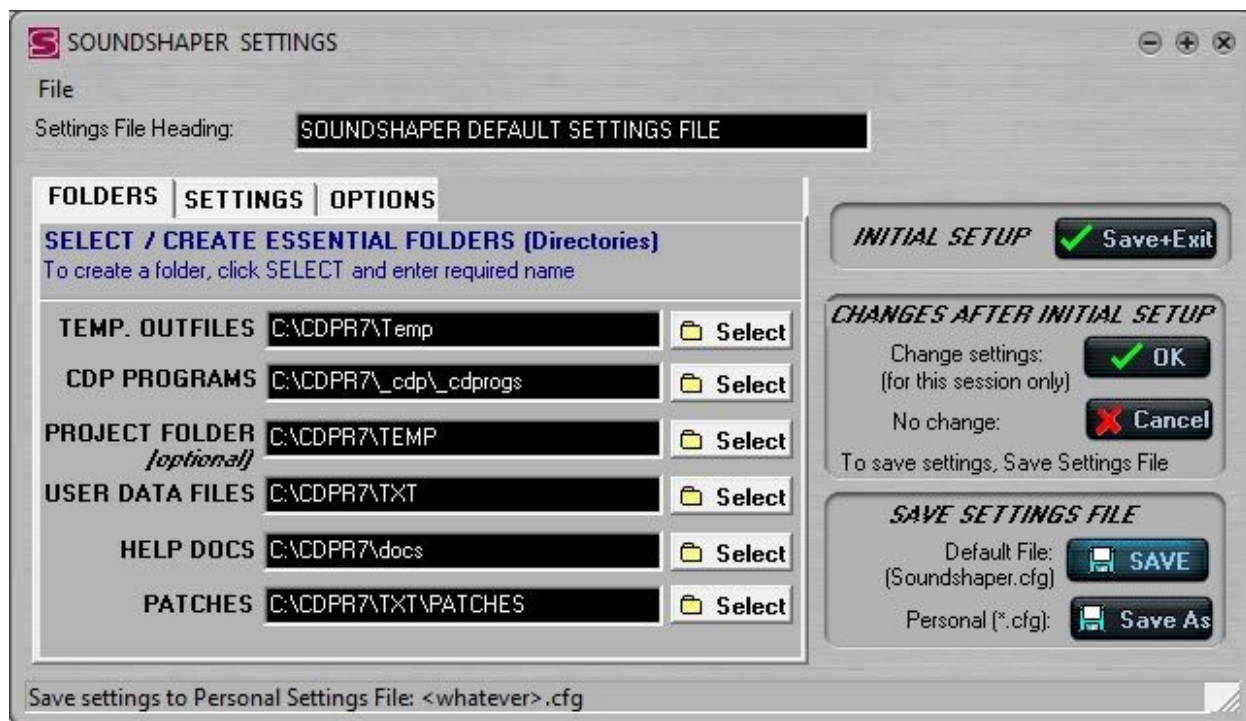 SOUNDSHAPER SETTINGS
File
Settings File Heading: SOUNDSHAPER DEFAULT SETTINGS FILE
FOLDERS SETTINGS OPTIONS
SELECT / CREATE ESSENTIAL FOLDERS (Directories)
To create a folder, click SELECT and enter required name
TEMP. OUTFILES C:\CDPR7\Temp Select
CDP PROGRAMS C:\CDPR7\_cdp\_cdprogs Select
PROJECT FOLDER C:\CDPR7\TEMP Select
(optional)
USER DATA FILES C:\CDPR7\TXT Select
HELP DOCS C:\CDPR7\docs Select
PATCHES C:\CDPR7\TXT\PATCHES Select
INITIAL SETUP Save+Exit
CHANGES AFTER INITIAL SETUP
Change settings: OK
(for this session only)
No change: Cancel
To save settings, Save Settings File
SAVE SETTINGS FILE
Default File: SAVE
(Soundshaper.cfg)
Personal (*.cfg): Save As
Save settings to Personal Settings File: <whatever>.cfg